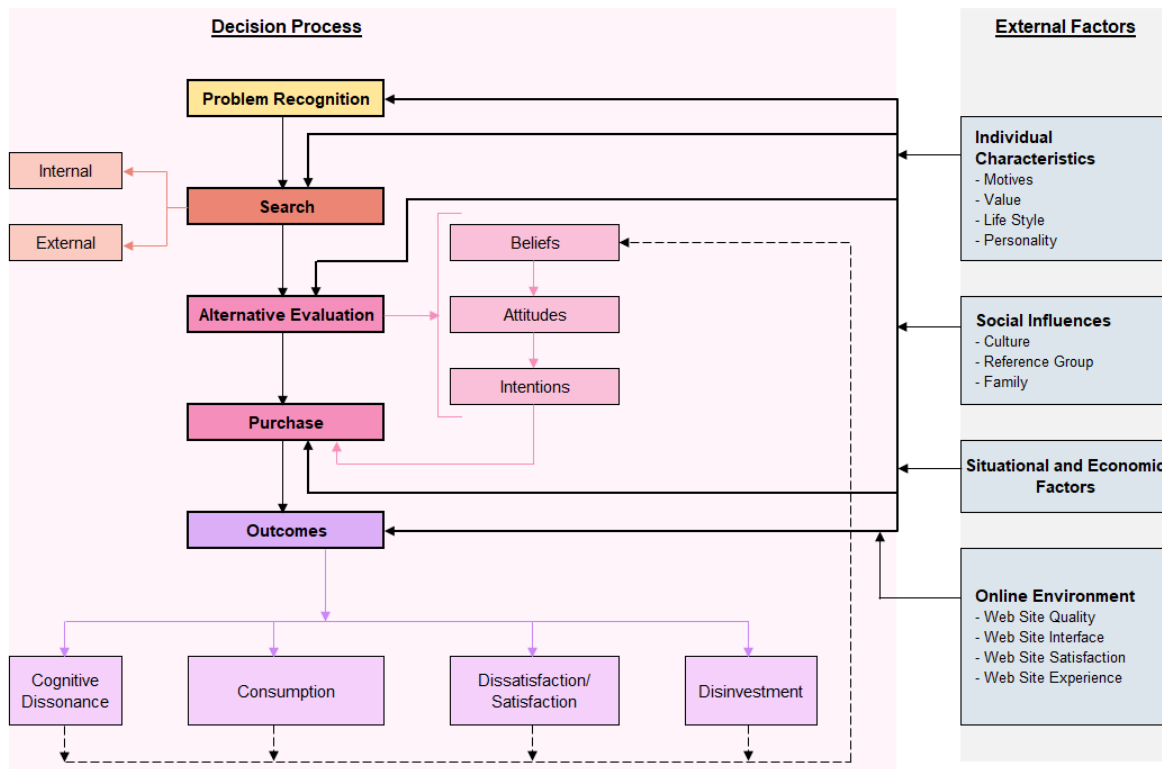 Decision Process
External Factors
Problem Recognition
Individual
Characteristics
- Motives
- Value
- Life Style
- Personality
Internal
Search
External
Beliefs
Alternative Evaluation
Attitudes
Social Influences
- Culture
- Reference Group
- Family
Intentions
Purchase
Situational and Economic
Factors
Outcomes
Online Environment
- Web Site Quality
- Web Site Interface
- Web Site Satisfaction
- Web Site Experience
Cognitive
Dissonance
Consumption
Dissatisfaction/
Satisfaction
Disinvestment